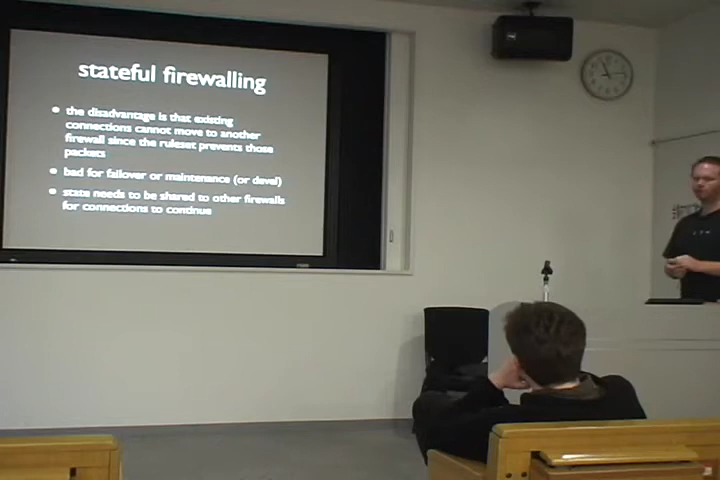 stateful firewalling
the disadvantage is that existing
connections cannot move to another
firewall since the ruleset prevents those
packets
bad for failover or maintenance (or devel)
state needs to be shared to other firewalls
for connections to continue